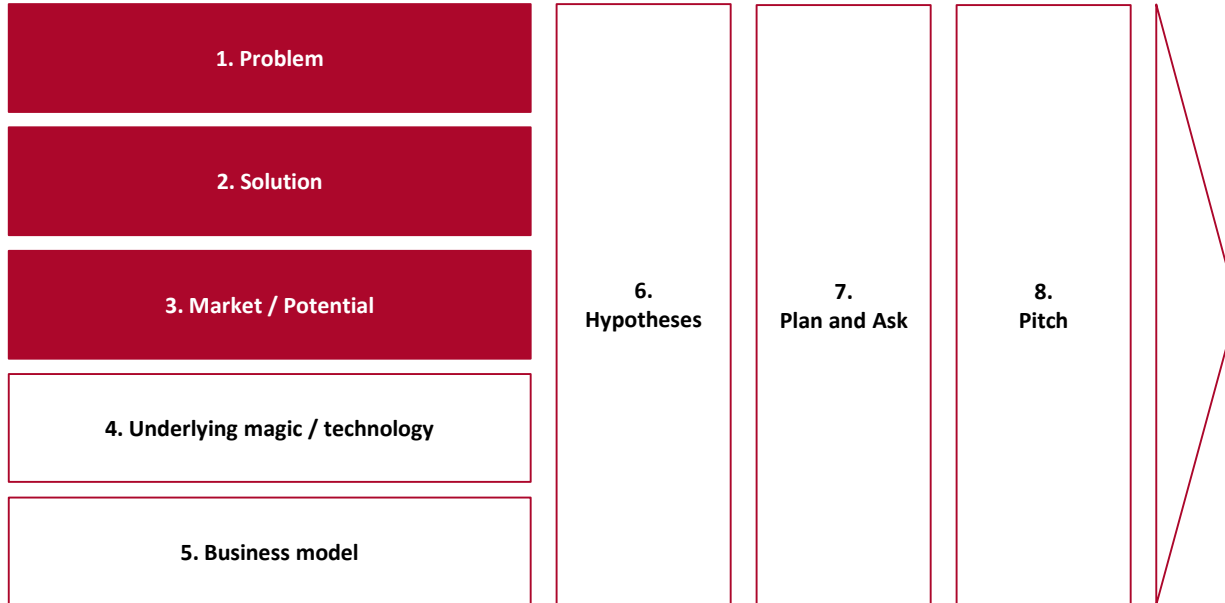 1. Problem
2. Solution
3. Market / Potential
4. Underlying magic / technology
5. Business model
6.
Hypotheses
7.
Plan and Ask
8.
Pitch